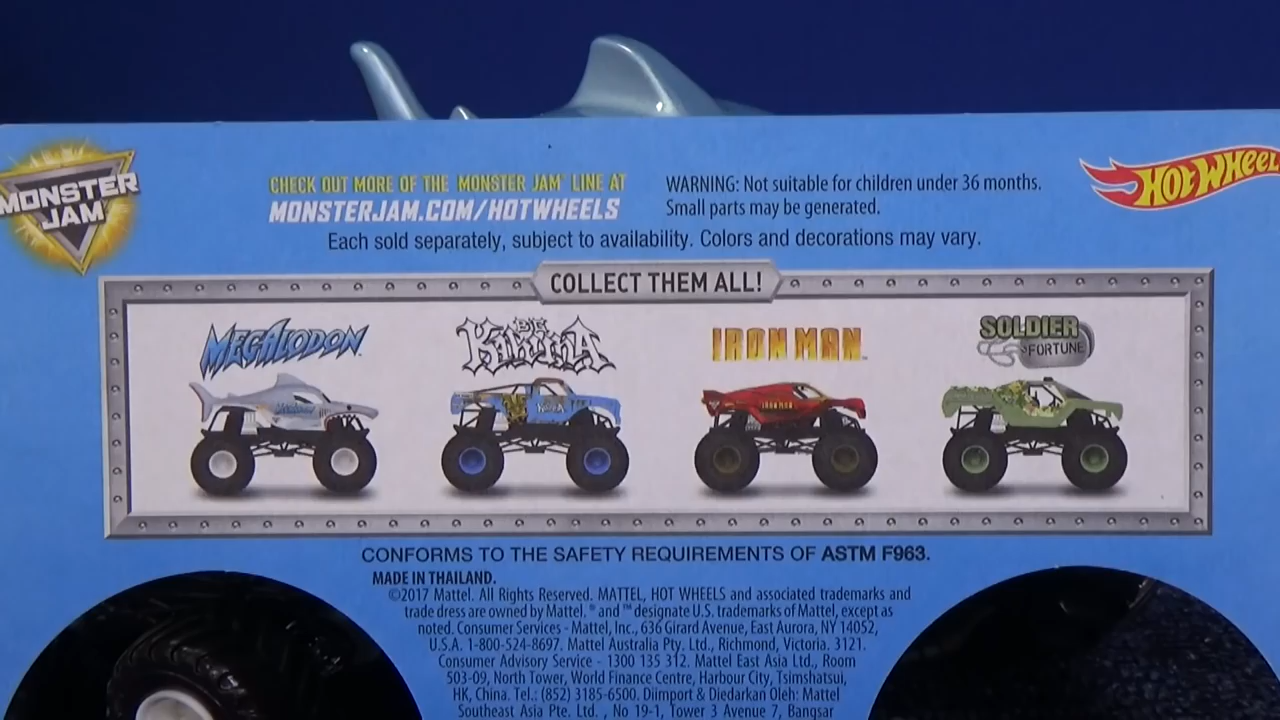 MONSTER
JAM
CHECK OUT MORE OF THE MONSTER JAM® LINE AT
MONSTERJAM.COM/HOTWHEELS
WARNING: Not suitable for children under 36 months.
Small parts may be generated.
HOT WHEELS
Each sold separately, subject to availability. Colors and decorations may vary.
COLLECT THEM ALL!
MEGALODON
BIG
KAHUNA
IRON MAN™
SOLDIER
FORTUNE
IRON MAN
CONFORMS TO THE SAFETY REQUIREMENTS OF ASTM F963.
MADE IN THAILAND.
©2017 Mattel. All Rights Reserved. MATTEL, HOT WHEELS and associated trademarks and
trade dress are owned by Mattel. ® and ™ designate U.S. trademarks of Mattel, except as
noted. Consumer Services - Mattel, Inc., 636 Girard Avenue, East Aurora, NY 14052,
U.S.A. 1-800-524-8697. Mattel Australia Pty. Ltd., Richmond, Victoria. 3121.
Consumer Advisory Service - 1300 135 312. Mattel East Asia Ltd., Room
503-09, North Tower, World Finance Centre, Harbour City, Tsimshatsui,
HK, China. Tel.: (852) 3185-6500. Diimport & Diedarkan Oleh: Mattel
Southeast Asia Pte. Ltd. , No 19-1, Tower 3 Avenue 7, Bangsar